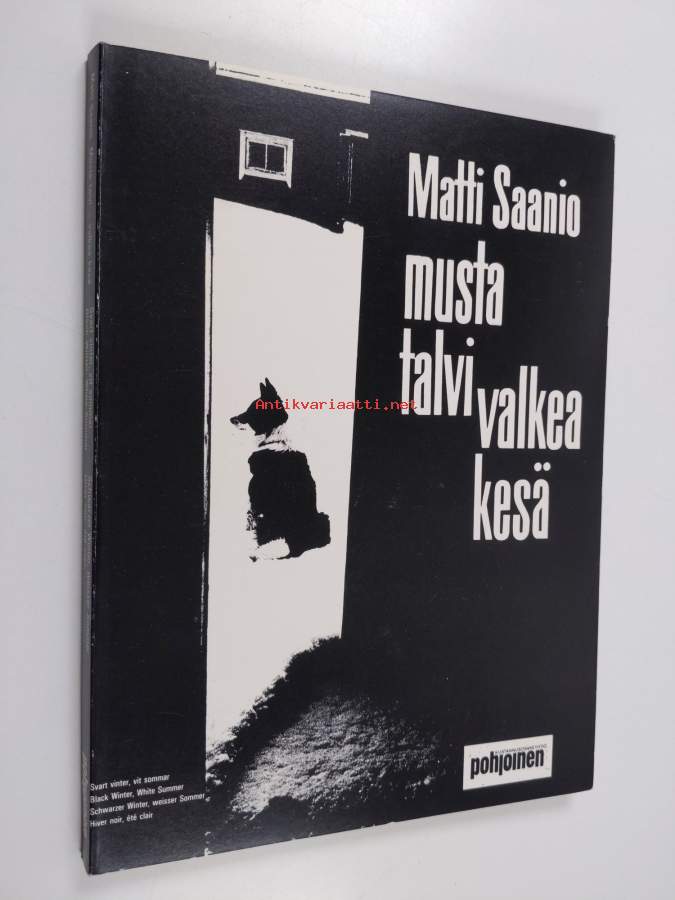 Matti Saanio
musta
talvi
valkea
kesä
Antikvariaatti.net
pohjoinen
Svart vinter, vit sommar
Black Winter, White Summer
Schwarzer Winter, weisser Sommer
Hiver noir, été clair